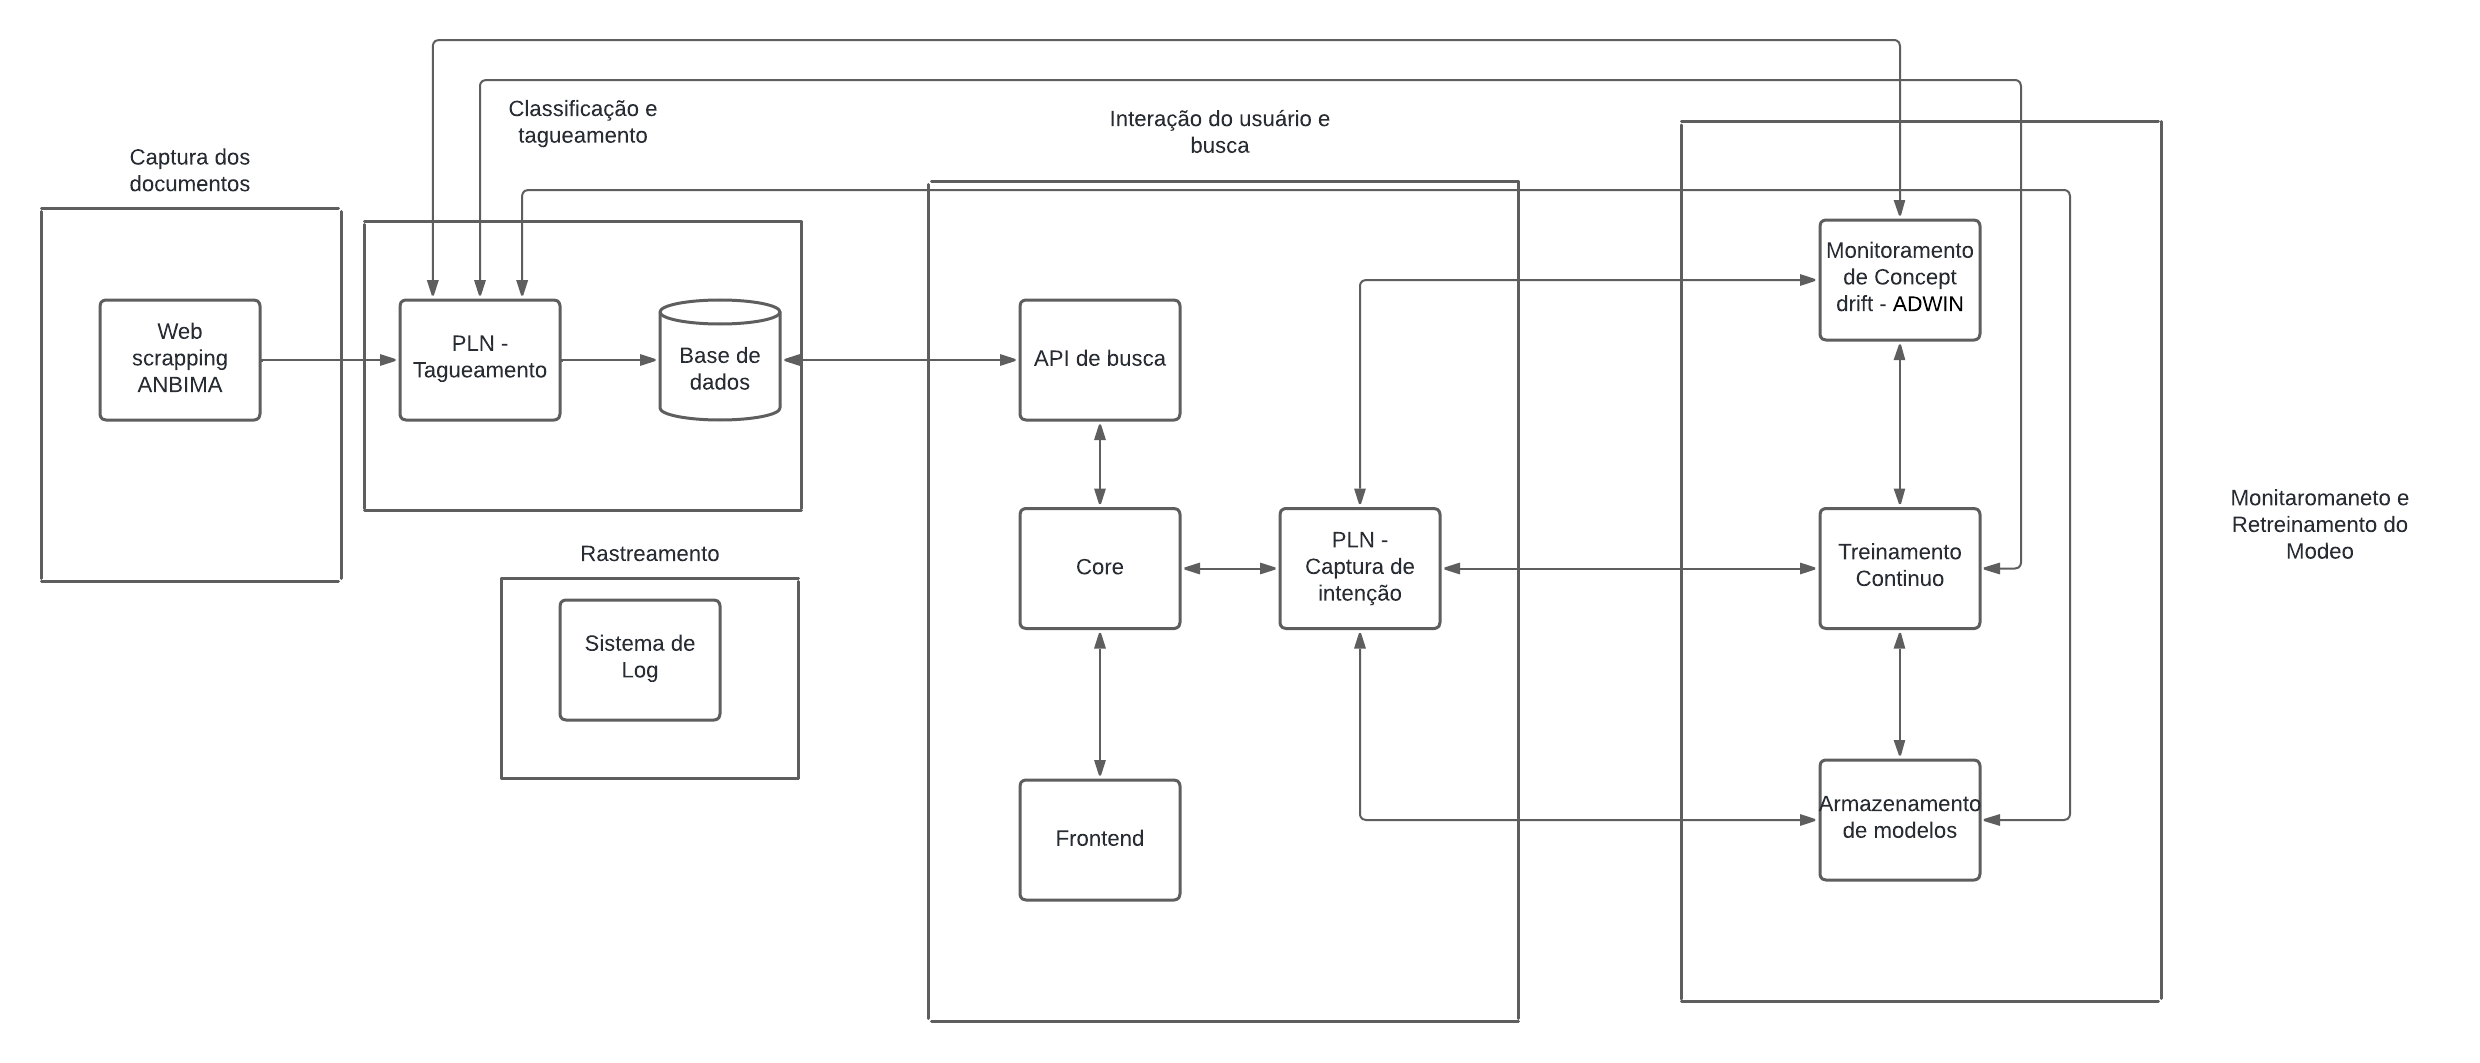 Classificação e
tagueamento
Interação do usuário e
busca
Captura dos
documentos
Web
scrapping
ANBIMA
PLN -
Tagueamento
Base de
dados
API de busca
Monitoramento
de Concept
drift - ADWIN
Rastreamento
Sistema de
Log
Core
PLN -
Captura de
intenção
Treinamento
Continuo
Monitaromaneto e
Retreinamento do
Modeo
Frontend
Armazenamento
de modelos